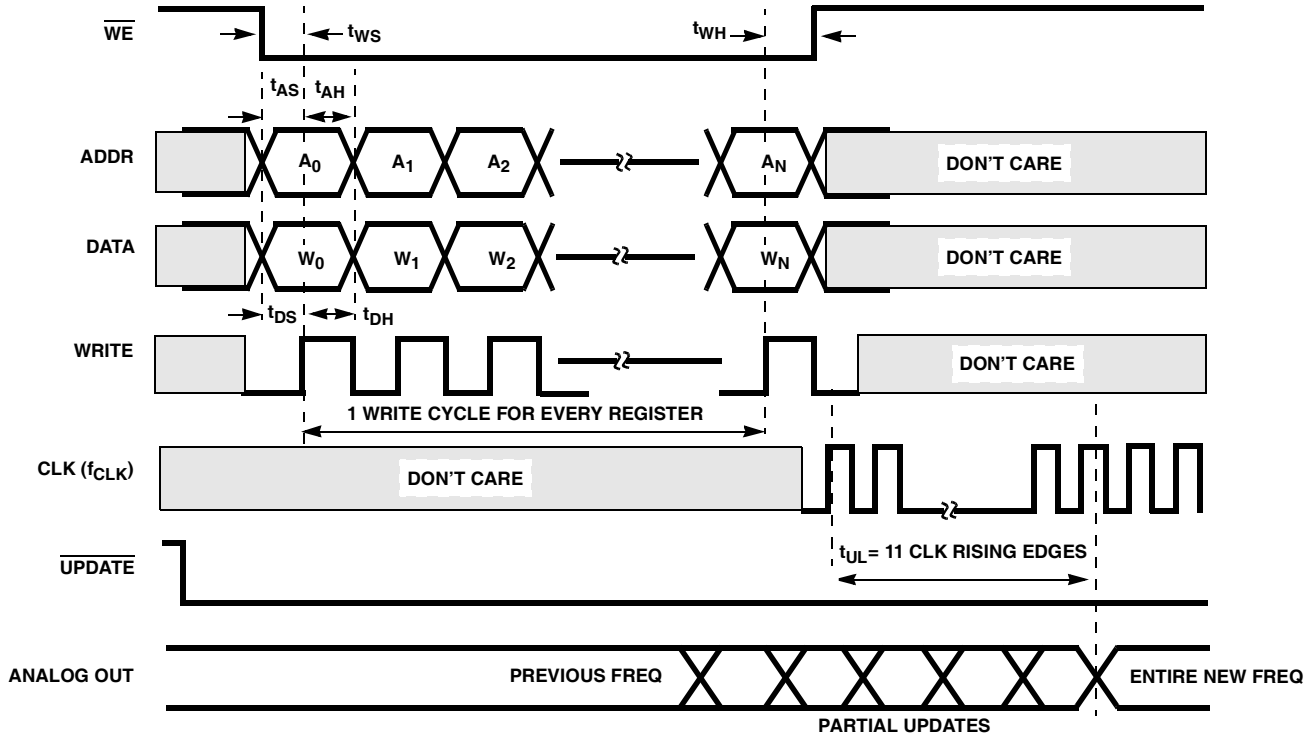 WE
tWS
tWH
tAS
tAH
ADDR
A0
A1
A2
AN
DON'T CARE
DATA
W0
W1
W2
WN
DON'T CARE
tDS
tDH
WRITE
DON'T CARE
1 WRITE CYCLE FOR EVERY REGISTER
CLK (fCLK)
DON'T CARE
tUL= 11 CLK RISING EDGES
UPDATE
ANALOG OUT
PREVIOUS FREQ
ENTIRE NEW FREQ
PARTIAL UPDATES